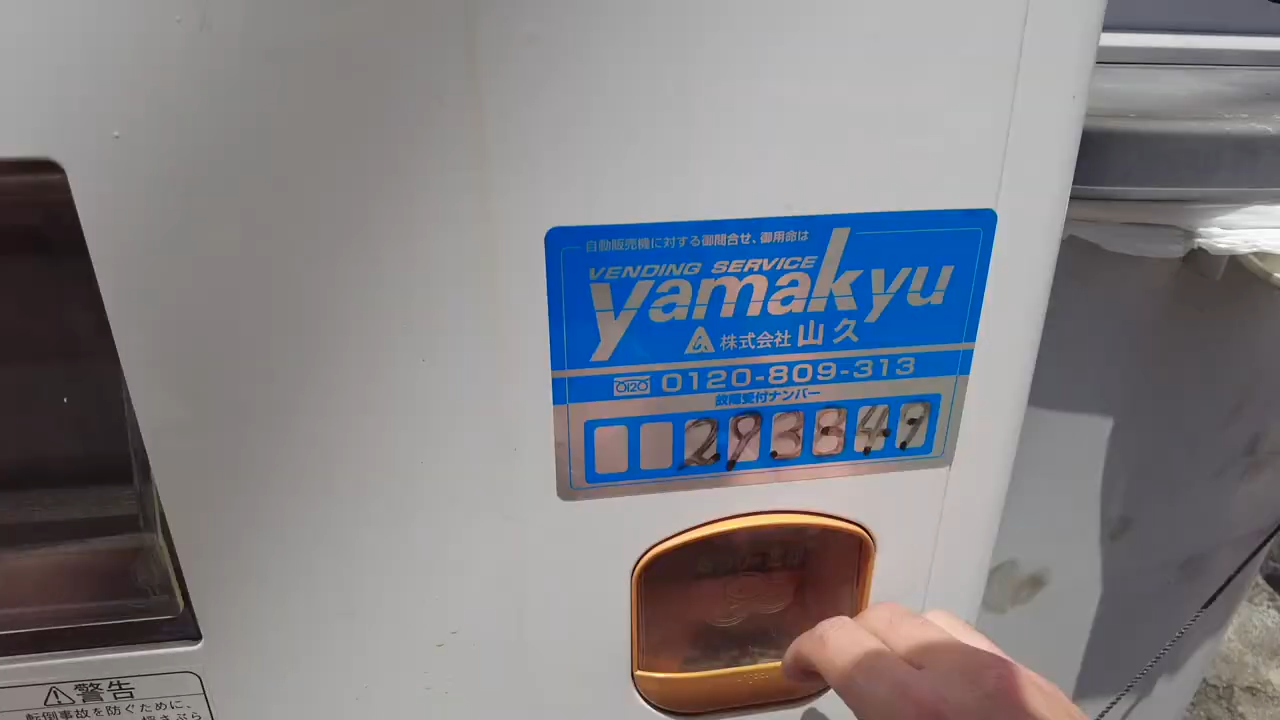 自動販売機に対する御問合せ、御用命は
VENDING SERVICE
yamakyu
株式会社 山久
0120 0120-809-313
故障受付ナンバー
293849
警告
転倒事故を防ぐために、